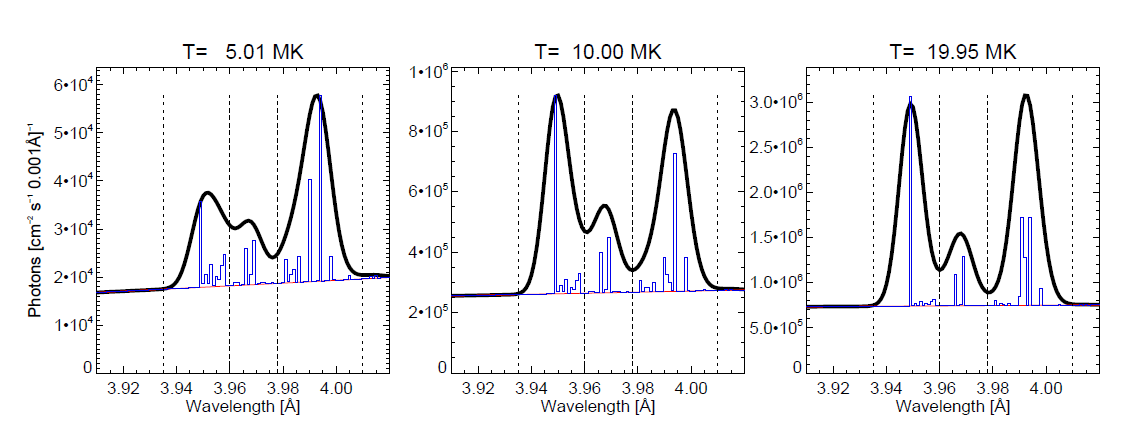 T= 5.01 MK
T= 10.00 MK
T= 19.95 MK
Photons [cm⁻² s⁻¹ 0.001Å]⁻¹
6•10⁴
5•10⁴
4•10⁴
3•10⁴
2•10⁴
1•10⁴
0
1•10⁶
8•10⁵
6•10⁵
4•10⁵
2•10⁵
0
3.0•10⁶
2.5•10⁶
2.0•10⁶
1.5•10⁶
1.0•10⁶
5.0•10⁵
0
3.92 3.94 3.96 3.98 4.00
3.92 3.94 3.96 3.98 4.00
3.92 3.94 3.96 3.98 4.00
Wavelength [Å]
Wavelength [Å]
Wavelength [Å]